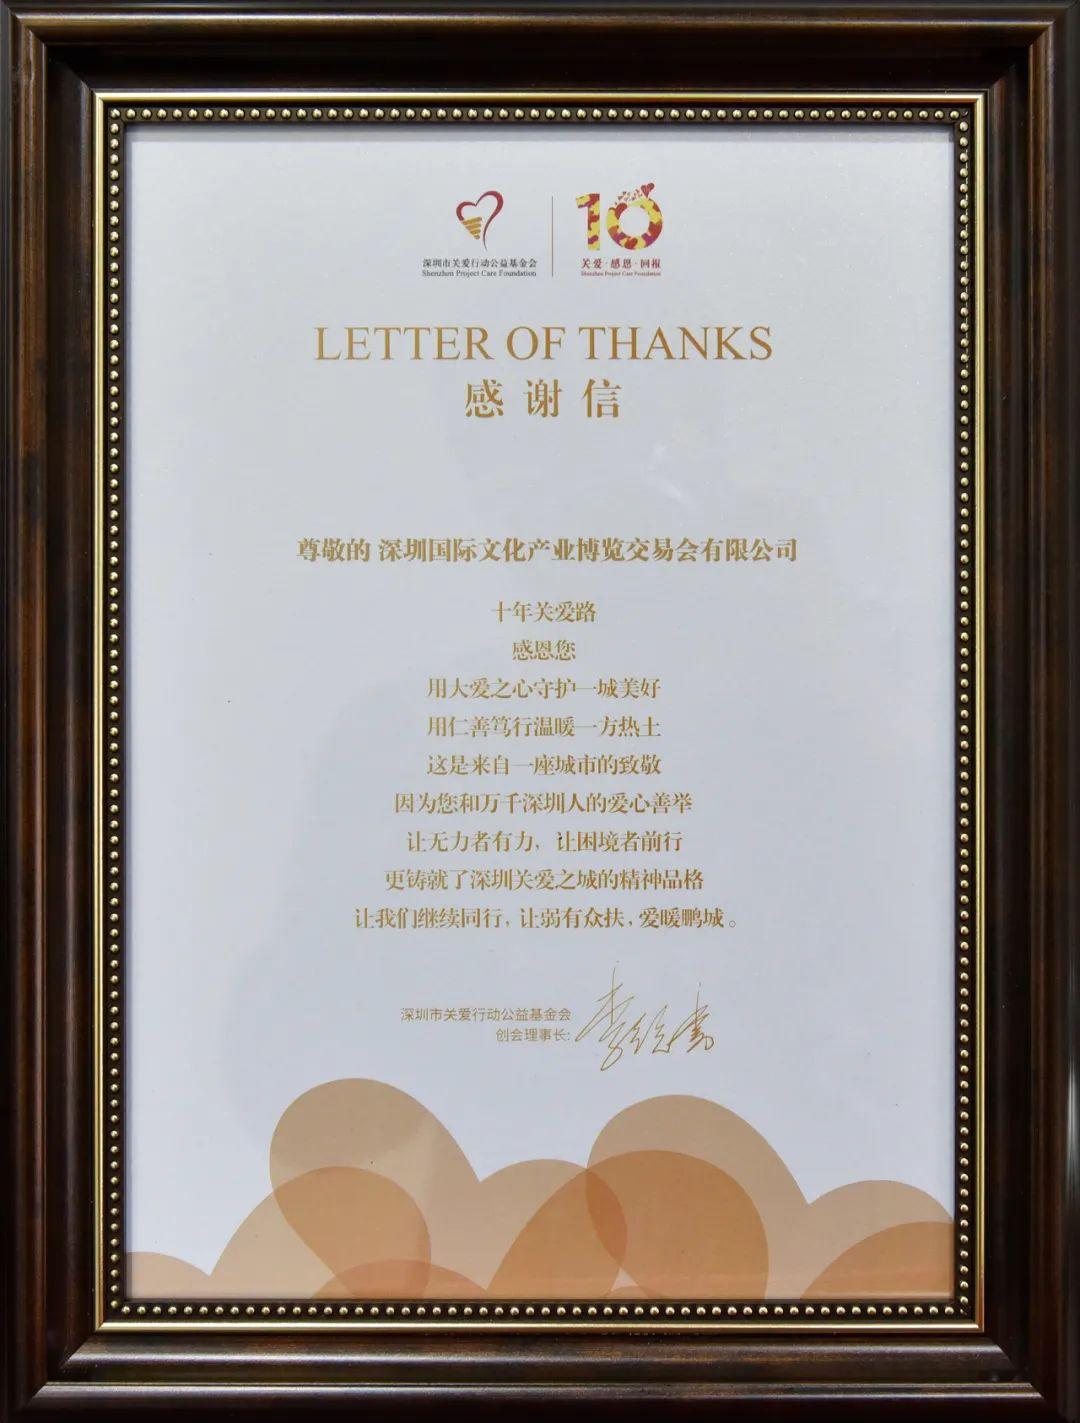 深圳市关爱行动公益基金会
Shenzhen Project Care Foundation
10
关爱·感恩·回报
Shenzhen Project Care Foundation
LETTER OF THANKS
感谢信
尊敬的 深圳国际文化产业博览交易会有限公司
十年关爱路
感恩您
用大爱之心守护一城美好
用仁善笃行温暖一方热土
这是来自一座城市的致敬
因为您和万千深圳人的爱心善举
让无力者有力，让困境者前行
更铸就了深圳关爱之城的精神品格
让我们继续同行，让弱有众扶，爱暖鹏城。
深圳市关爱行动公益基金会
创会理事长: